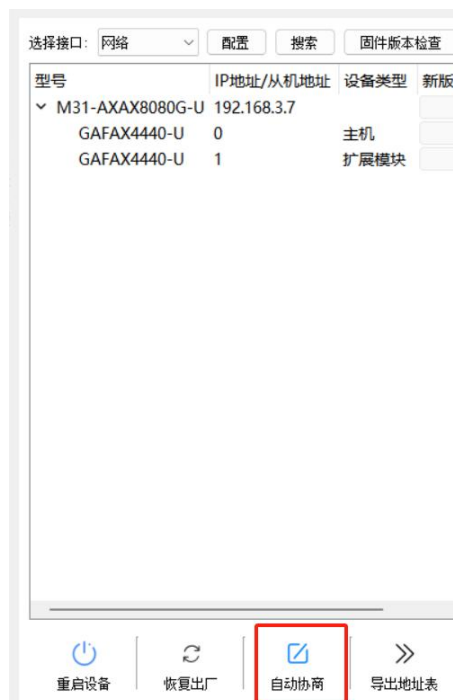 选择接口: 网络 配置 搜索 固件版本检查
型号 IP地址/从机地址 设备类型 新版
M31-AXAX8080G-U 192.168.3.7
GAFAX4440-U 0 主机
GAFAX4440-U 1 扩展模块
重启设备 恢复出厂 自动协商 导出地址表